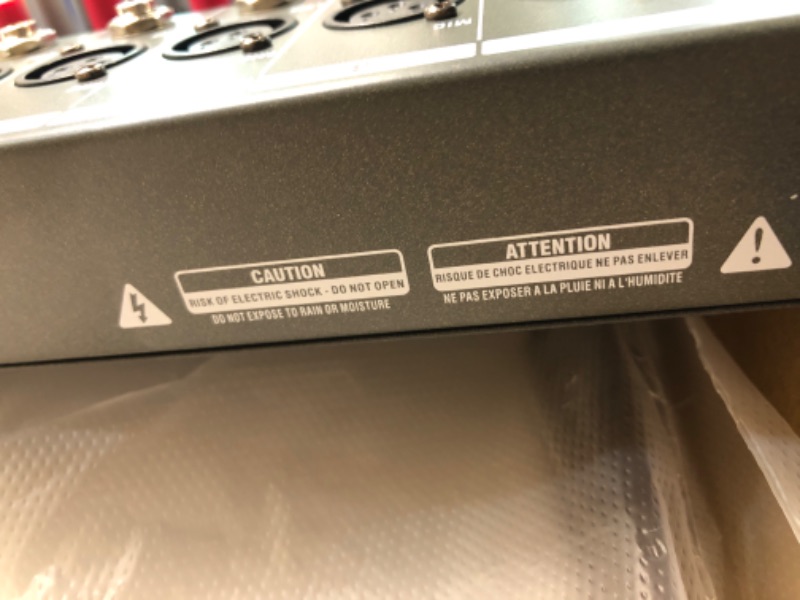 MIC
CAUTION
RISK OF ELECTRIC SHOCK - DO NOT OPEN
DO NOT EXPOSE TO RAIN OR MOISTURE
ATTENTION
RISQUE DE CHOC ELECTRIQUE NE PAS ENLEVER
NE PAS EXPOSER A LA PLUIE NI A L'HUMIDITE